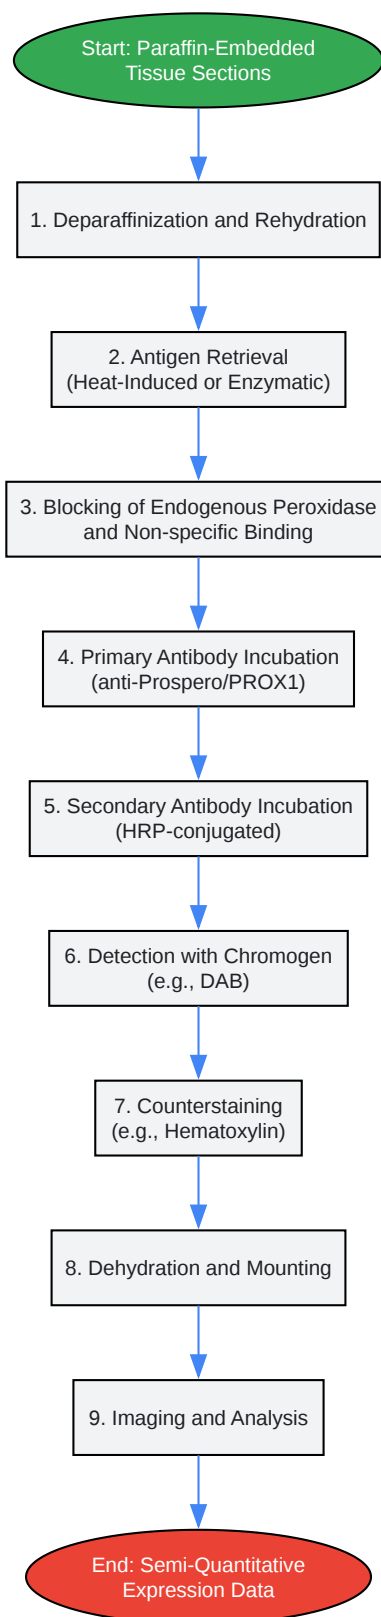 Start: Paraffin-Embedded
Tissue Sections
1. Deparaffinization and Rehydration
2. Antigen Retrieval
(Heat-Induced or Enzymatic)
3. Blocking of Endogenous Peroxidase
and Non-specific Binding
4. Primary Antibody Incubation
(anti-Prospero/PROX1)
5. Secondary Antibody Incubation
(HRP-conjugated)
6. Detection with Chromogen
(e.g., DAB)
7. Counterstaining
(e.g., Hematoxylin)
8. Dehydration and Mounting
9. Imaging and Analysis
End: Semi-Quantitative
Expression Data